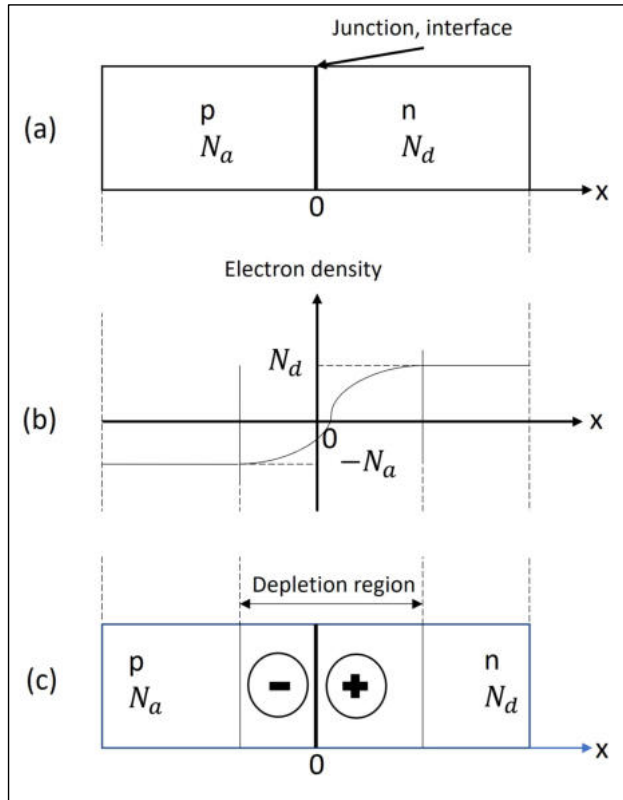 Junction, interface
(a)
p
n
N_a
N_d
x
0
Electron density
N_d
(b)
x
0
−N_a
Depletion region
(c)
p
n
N_a
−
+
N_d
x
0